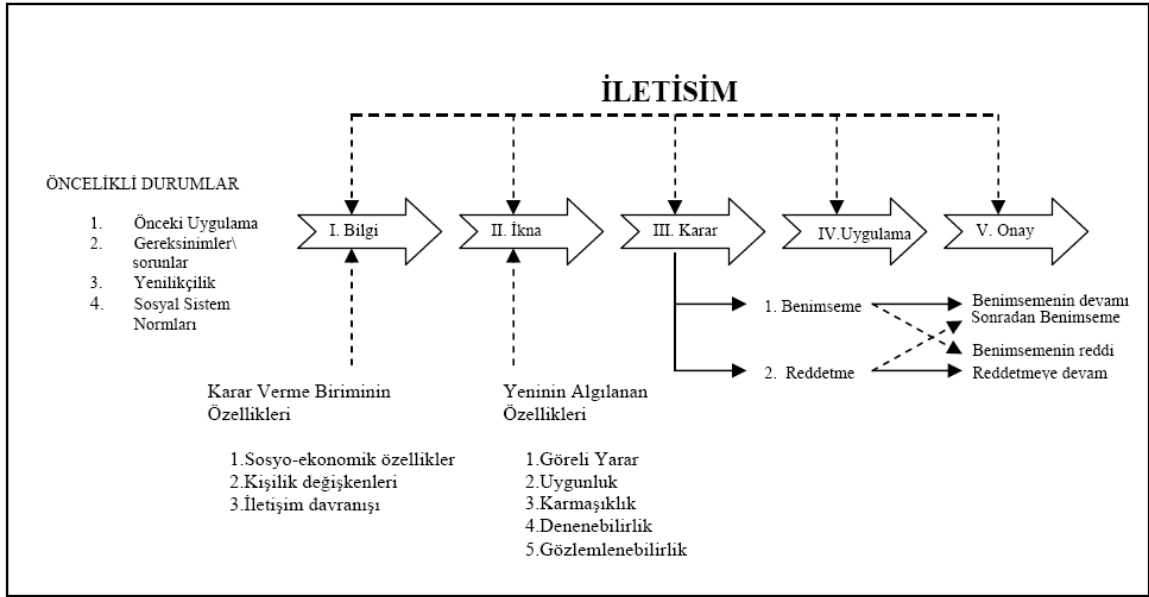 İLETİSİM
ÖNCELİKLİ DURUMLAR
1. Önceki Uygulama
2. Gereksinimler\
sorunlar
3. Yenilikçilik
4. Sosyal Sistem
Normları
I. Bilgi
II. İkna
III. Karar
IV.Uygulama
V. Onay
1. Benimseme
2. Reddetme
Benimsemenin devamı
Sonradan Benimseme
Benimsemenin reddi
Reddetmeye devam
Karar Verme Biriminin
Özellikleri
1.Sosyo-ekonomik özellikler
2.Kişilik değişkenleri
3.İletişim davranışı
Yeninin Algılanan
Özellikleri
1.Göreli Yarar
2.Uygunluk
3.Karmaşıklık
4.Denenebilirlik
5.Gözlemlenebilirlik